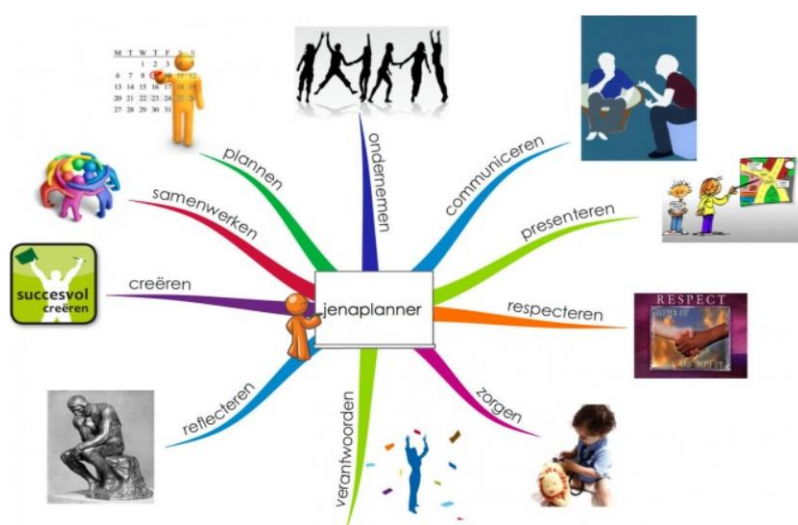 M T W T F S S
1 2 3
6 7 8 9 10 11 12
13 14 15 16 17 18 19
20 21 22 23 24 25 26
27 28 29 30 31
plannen
ondernemen
communiceren
samenwerken
presenteren
creëren
succesvol
creëren
jenaplanner
respecteren
RESPECT
reflecteren
verantwoorden
zorgen